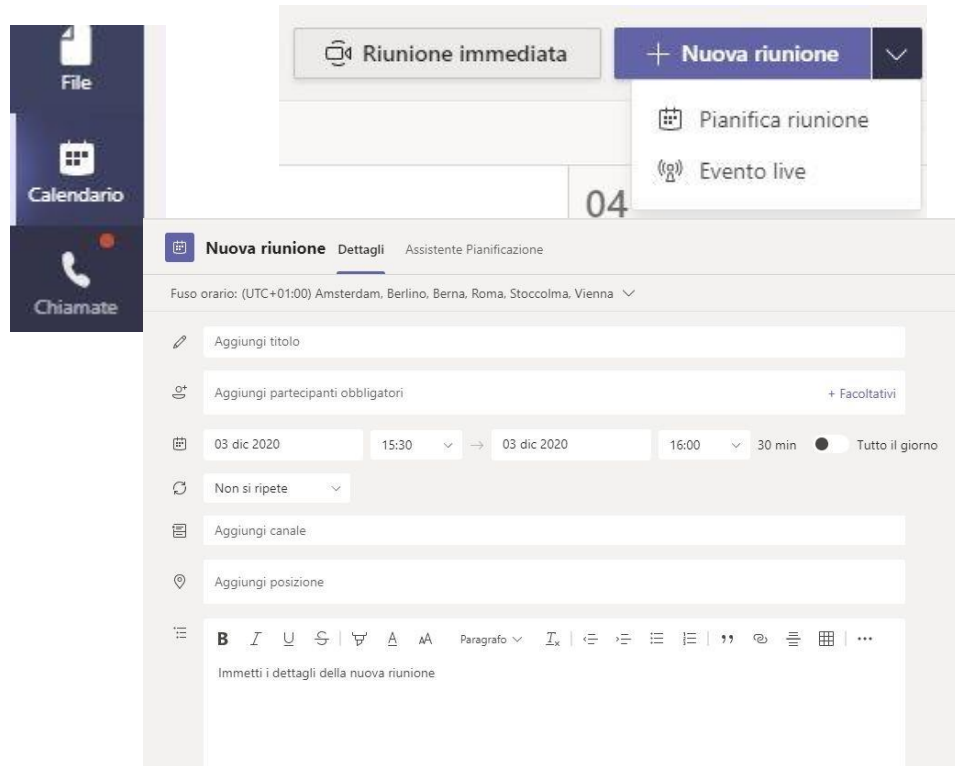 File
Calendario
Chiamate
Riunione immediata
Nuova riunione
Pianifica riunione
Evento live
04
Nuova riunione Dettagli Assistente Pianificazione
Fuso orario: (UTC+01:00) Amsterdam, Berlino, Berna, Roma, Stoccolma, Vienna
Aggiungi titolo
Aggiungi partecipanti obbligatori + Facoltativi
03 dic 2020 15:30 → 03 dic 2020 16:00 30 min Tutto il giorno
Non si ripete
Aggiungi canale
Aggiungi posizione
B I U S A AA Paragrafo Tx
Immetti i dettagli della nuova riunione